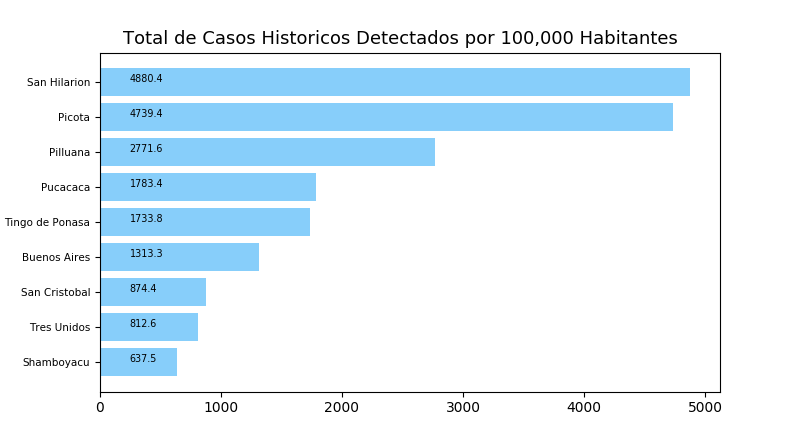 Total de Casos Historicos Detectados por 100,000 Habitantes
San Hilarion 4880.4
Picota 4739.4
Pilluana 2771.6
Pucacaca 1783.4
Tingo de Ponasa 1733.8
Buenos Aires 1313.3
San Cristobal 874.4
Tres Unidos 812.6
Shamboyacu 637.5
0 1000 2000 3000 4000 5000